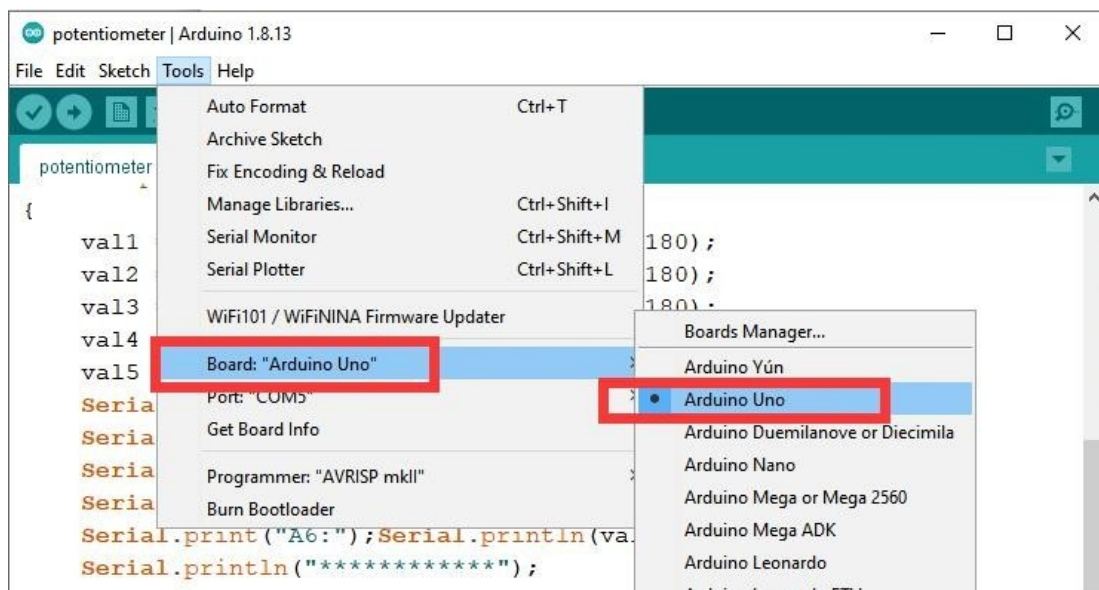 potentiometer | Arduino 1.8.13
File Edit Sketch Tools Help
potentiometer
Auto Format Ctrl+T
Archive Sketch
Fix Encoding & Reload
Manage Libraries... Ctrl+Shift+I
Serial Monitor Ctrl+Shift+M
Serial Plotter Ctrl+Shift+L
WiFi101 / WiFiNINA Firmware Updater
Board: "Arduino Uno"
Port: "COM5"
Get Board Info
Programmer: "AVRISP mkII"
Burn Bootloader
Boards Manager...
Arduino Yún
Arduino Uno
Arduino Duemilanove or Diecimila
Arduino Nano
Arduino Mega or Mega 2560
Arduino Mega ADK
Arduino Leonardo
{
val1 180);
val2 180);
val3 180);
val4
val5
Seria
Seria
Seria
Seria
Serial.print("A6:");Serial.println(va
Serial.println("************");